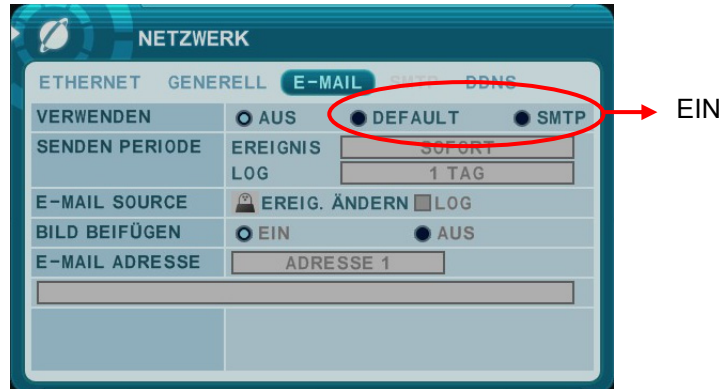 NETZWERK
ETHERNET GENERELL E-MAIL SMTP DDNS
VERWENDEN AUS DEFAULT SMTP EIN
SENDEN PERIODE EREIGNIS SOFORT
LOG 1 TAG
E-MAIL SOURCE EREIG. ÄNDERN LOG
BILD BEIFÜGEN EIN AUS
E-MAIL ADRESSE ADRESSE 1